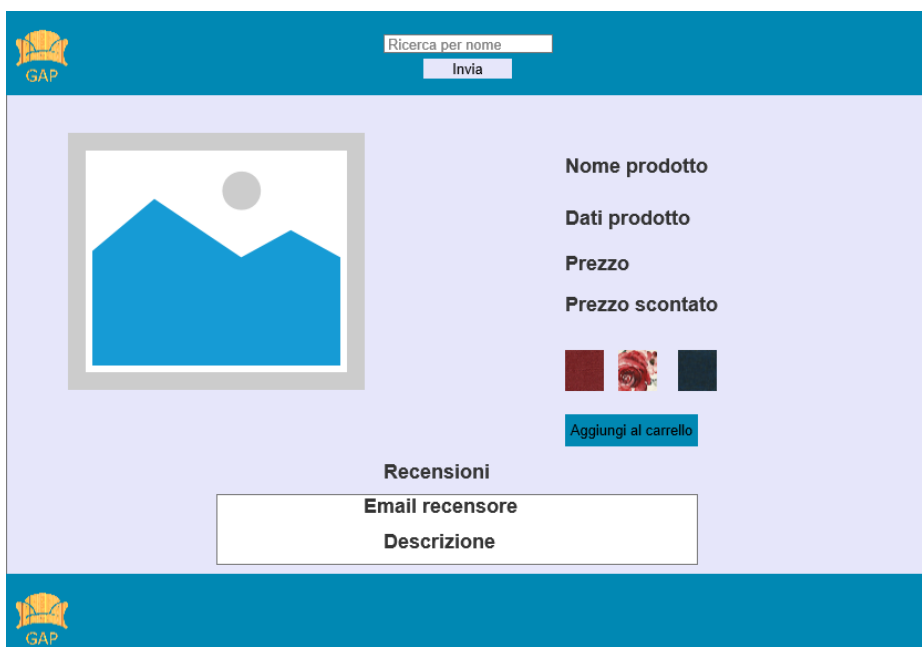 GAP
Ricerca per nome
Invia
Nome prodotto
Dati prodotto
Prezzo
Prezzo scontato
Aggiungi al carrello
Recensioni
Email recensore
Descrizione
GAP